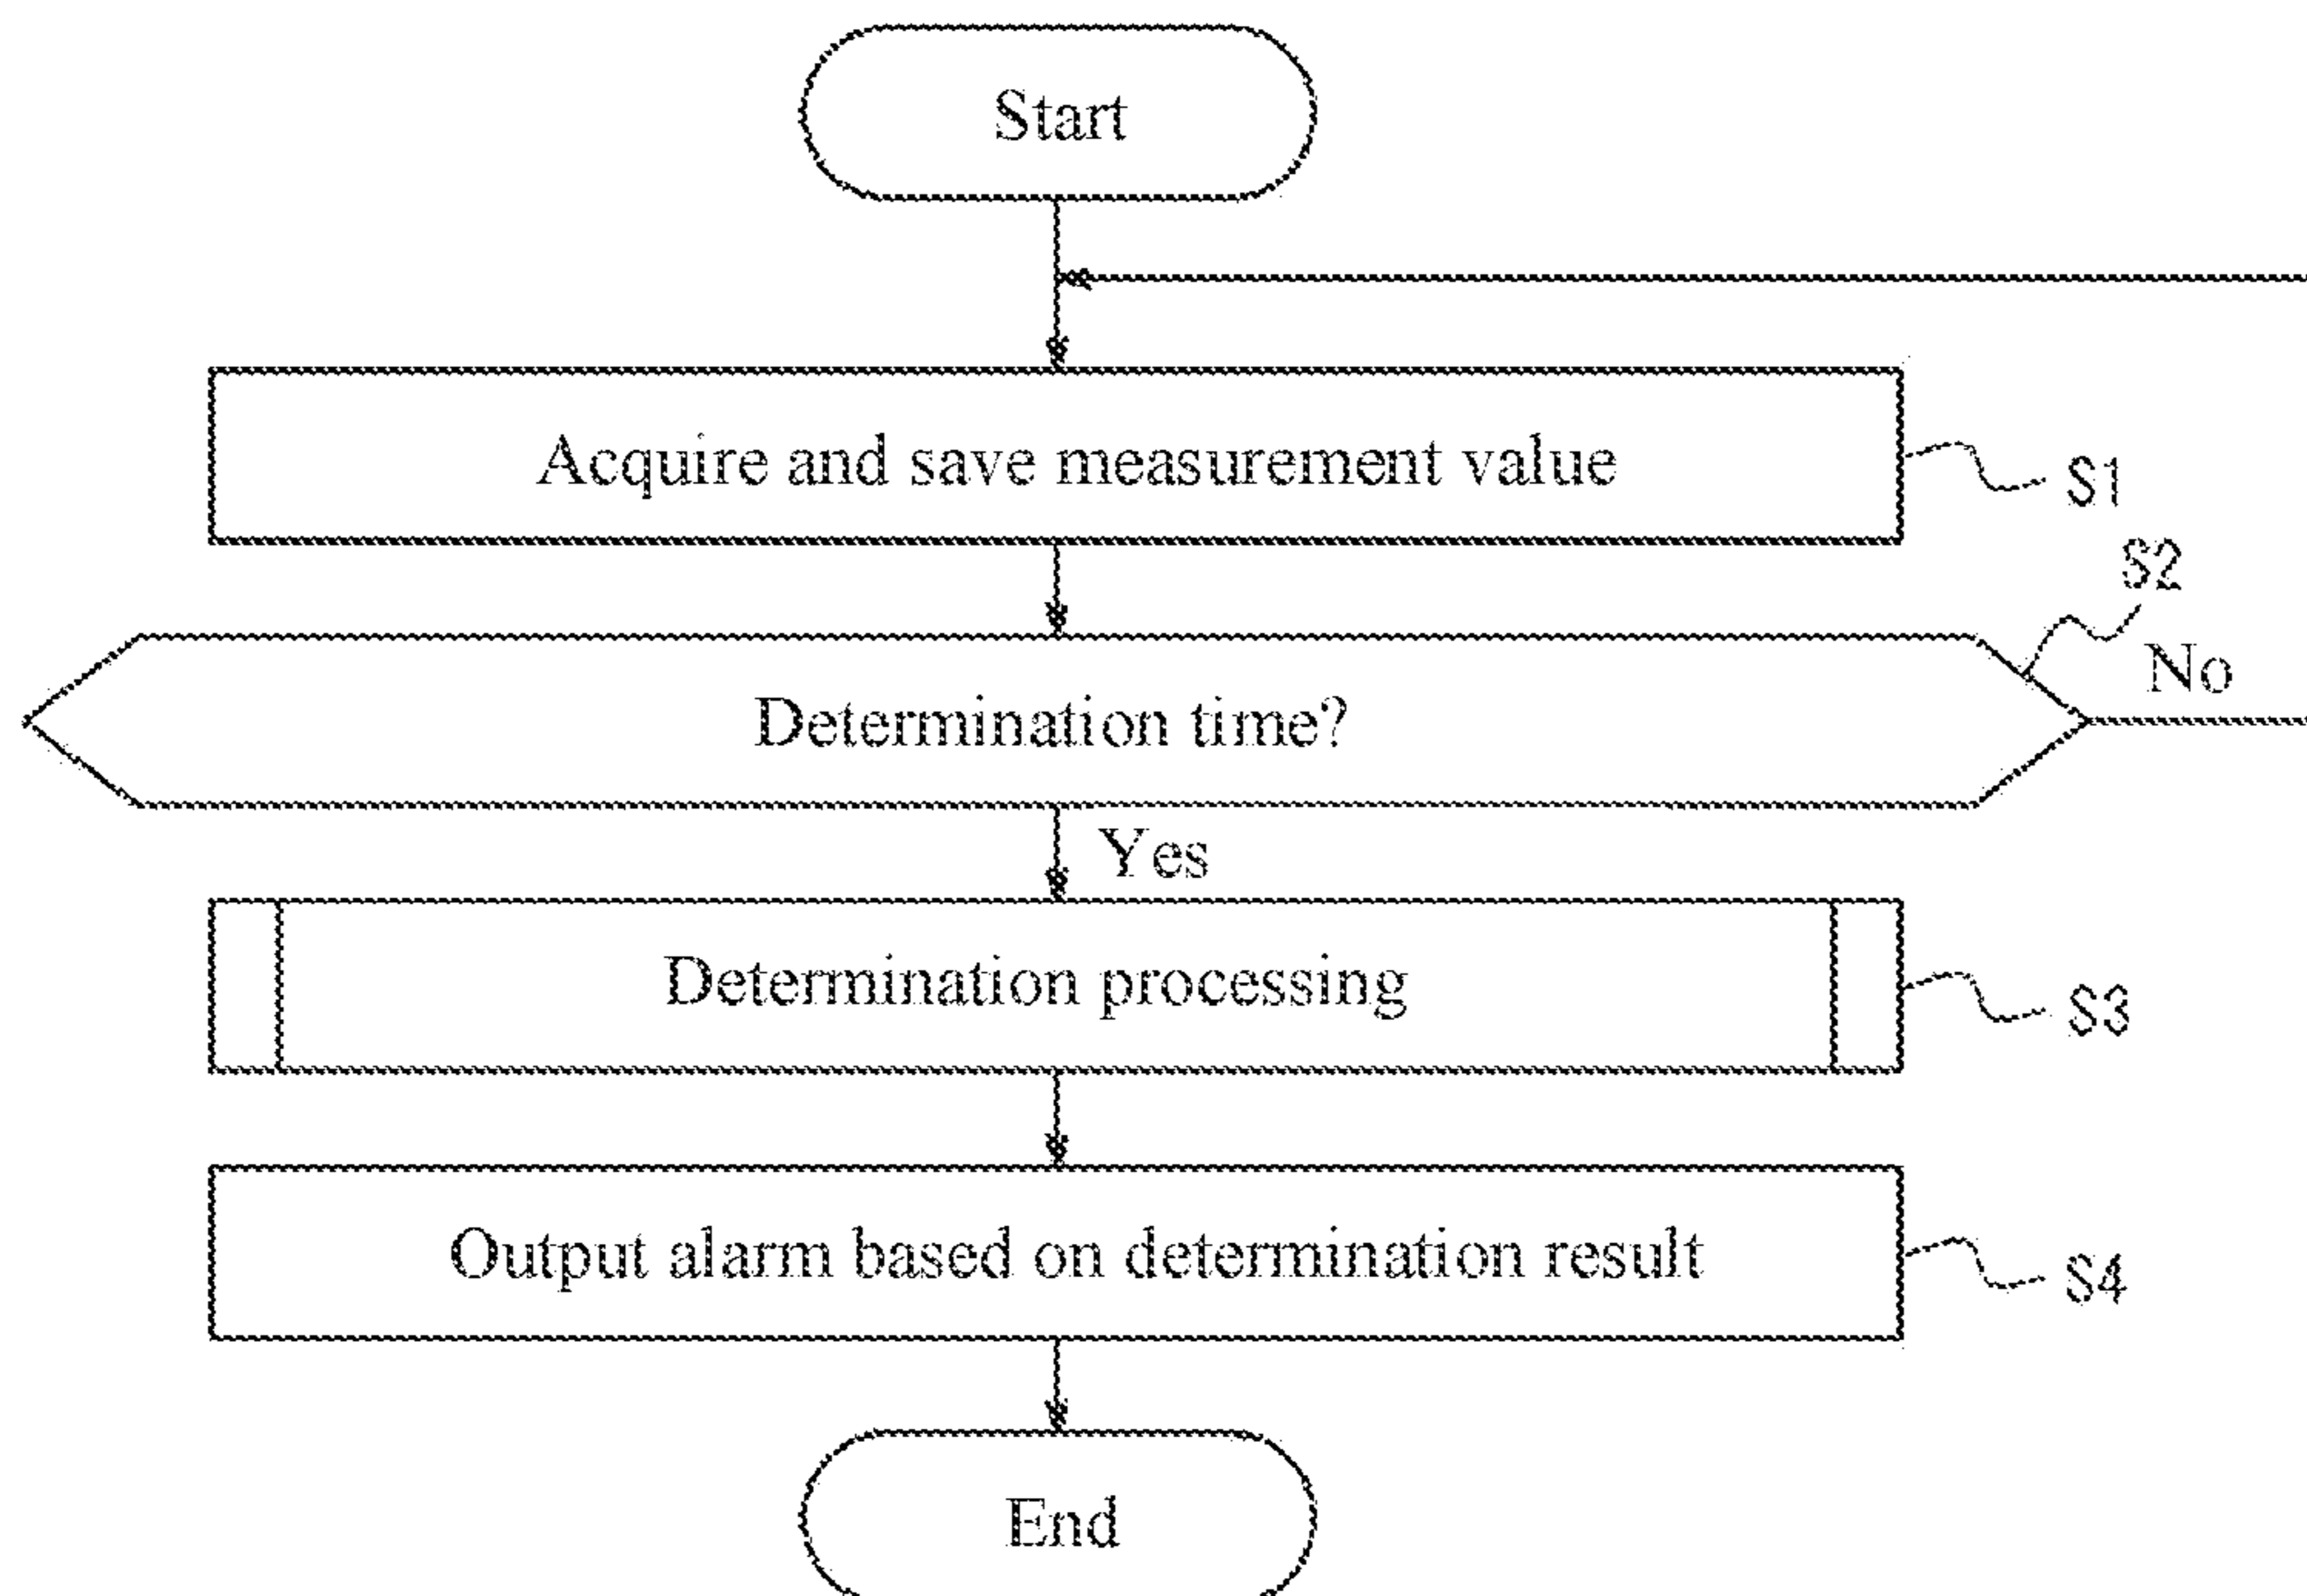 Start
Acquire and save measurement value
S1
S2
Determination time?
No
Yes
Determination processing
S3
Output alarm based on determination result
S4
End